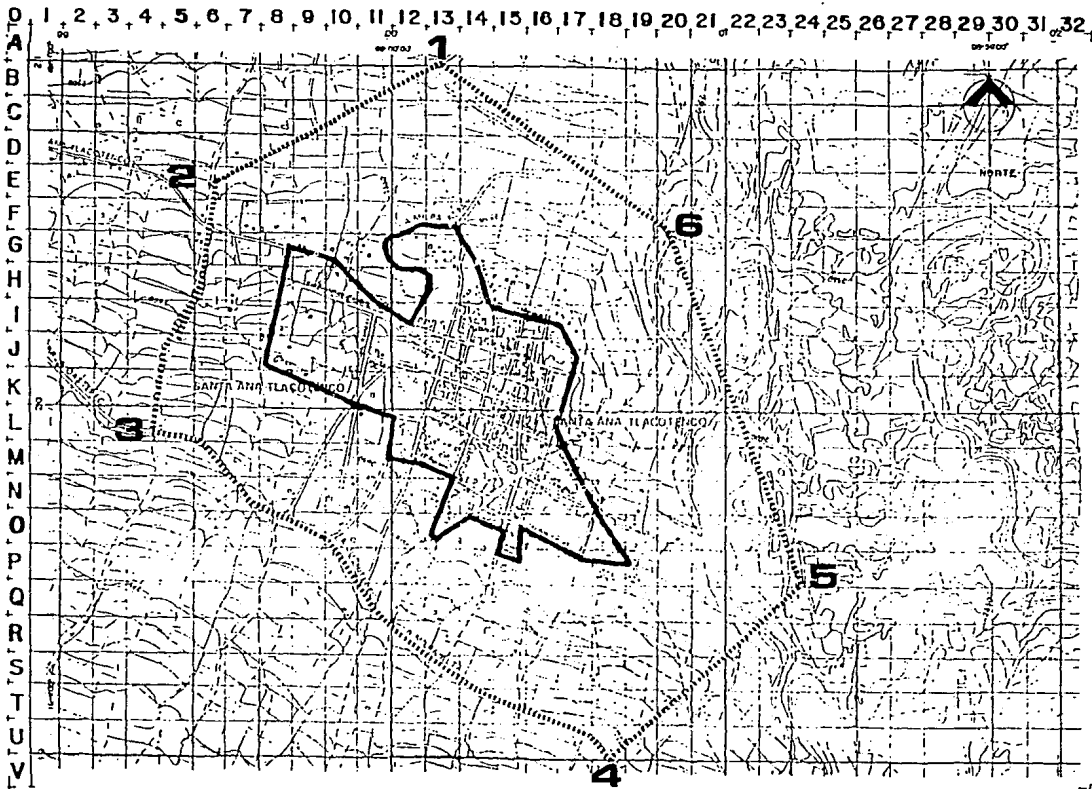 0 1 2 3 4 5 6 7 8 9 10 11 12 13 14 15 16 17 18 19 20 21 22 23 24 25 26 27 28 29 30 31 32
A
B
C
D
E
F
G
H
I
J
K
L
M
N
O
P
Q
R
S
T
U
V
1
2
6
NORTE
SANTA ANA TLACOTENCO
SANTA ANA TLACOTENCO
3
5
4